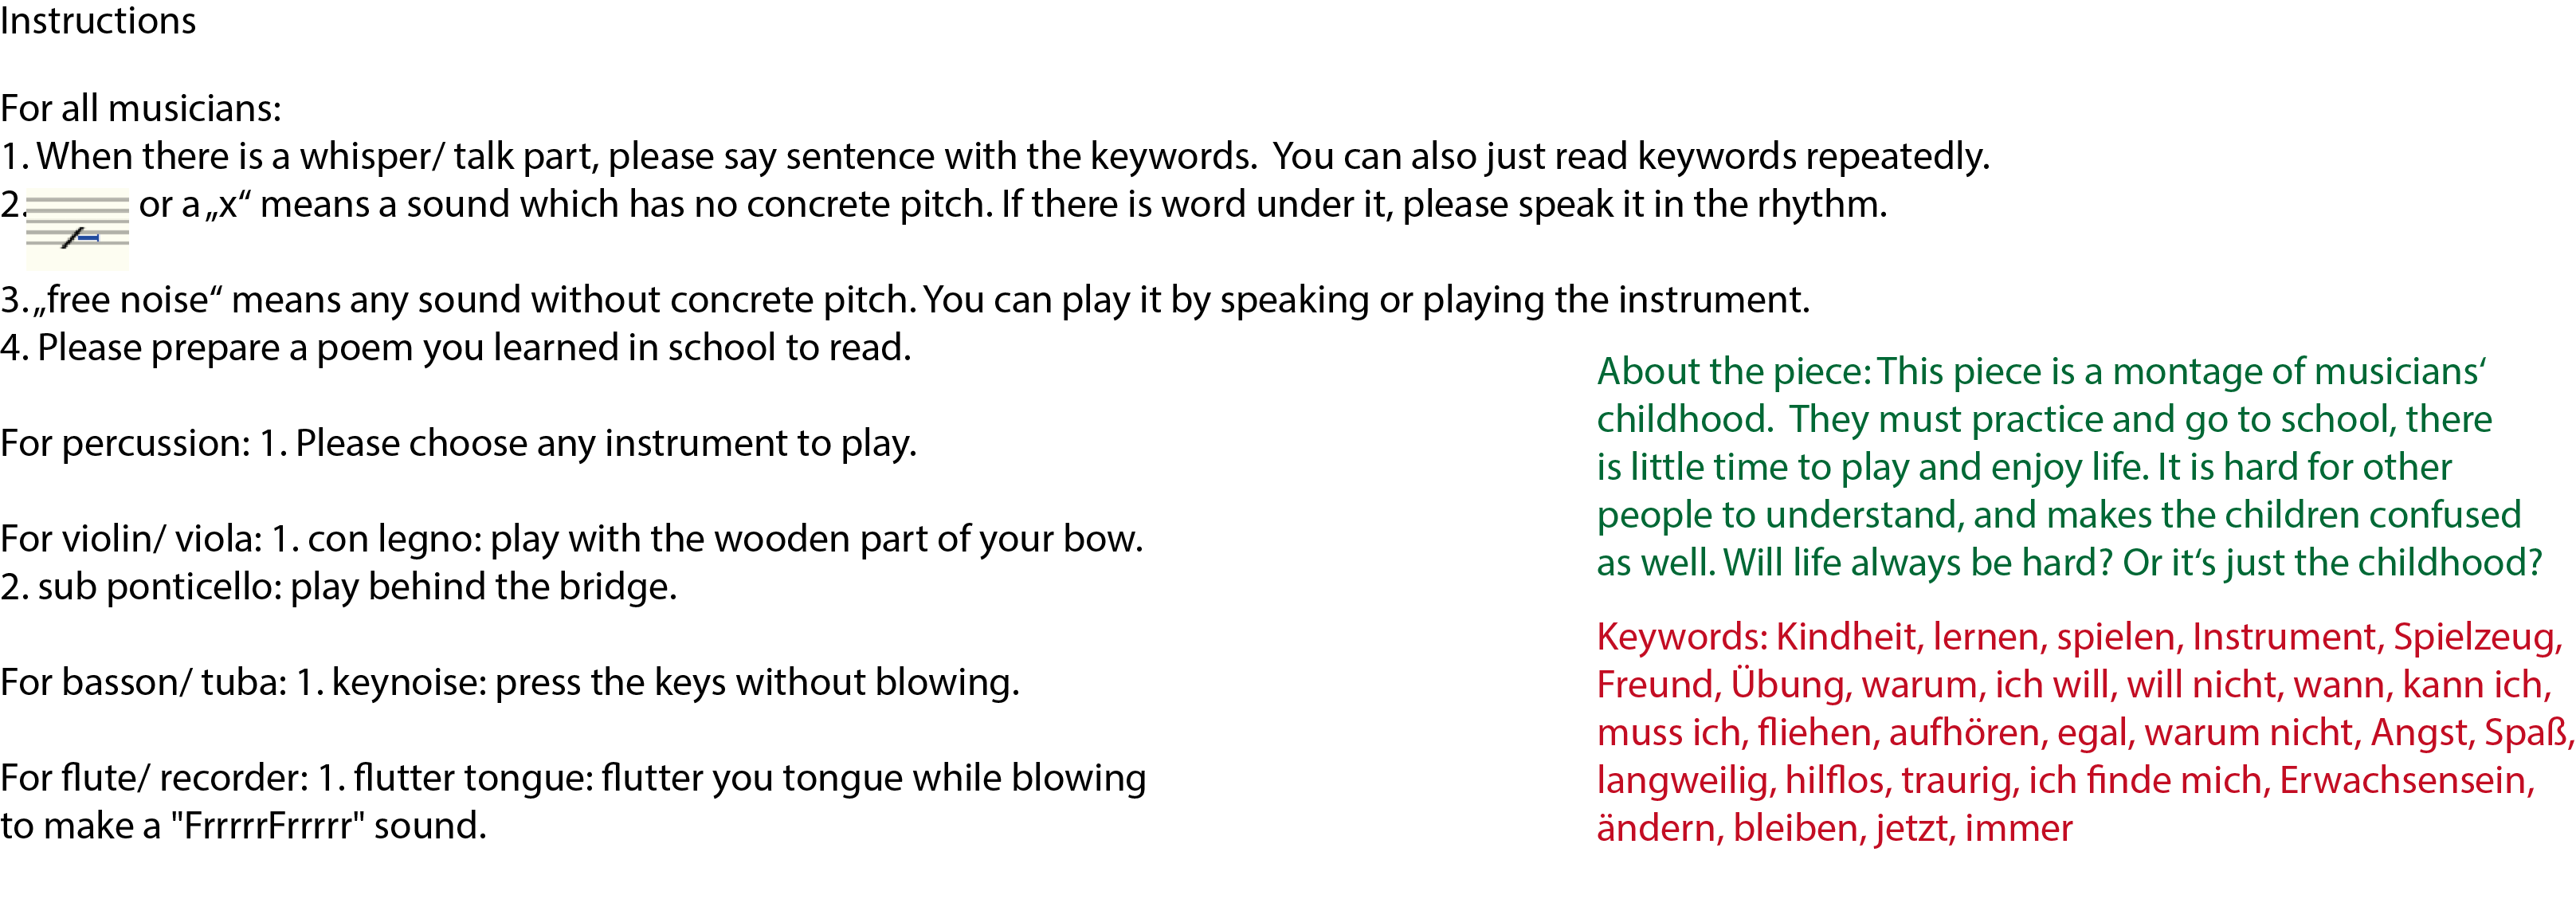 Instructions
For all musicians:
1. When there is a whisper/ talk part, please say sentence with the keywords.  You can also just read keywords repeatedly.
2. or a „x“ means a sound which has no concrete pitch. If there is word under it, please speak it in the rhythm.
3. „free noise“ means any sound without concrete pitch. You can play it by speaking or playing the instrument.
4. Please prepare a poem you learned in school to read.
For percussion: 1. Please choose any instrument to play.
For violin/ viola: 1. con legno: play with the wooden part of your bow.
2. sub ponticello: play behind the bridge.
For basson/ tuba: 1. keynoise: press the keys without blowing.
For flute/ recorder: 1. flutter tongue: flutter you tongue while blowing
to make a "FrrrrrFrrrrr" sound.
About the piece: This piece is a montage of musicians‘
childhood.  They must practice and go to school, there
is little time to play and enjoy life. It is hard for other
people to understand, and makes the children confused
as well. Will life always be hard? Or it‘s just the childhood?
Keywords: Kindheit, lernen, spielen, Instrument, Spielzeug,
Freund, Übung, warum, ich will, will nicht, wann, kann ich,
muss ich, fliehen, aufhören, egal, warum nicht, Angst, Spaß,
langweilig, hilflos, traurig, ich finde mich, Erwachsensein,
ändern, bleiben, jetzt, immer